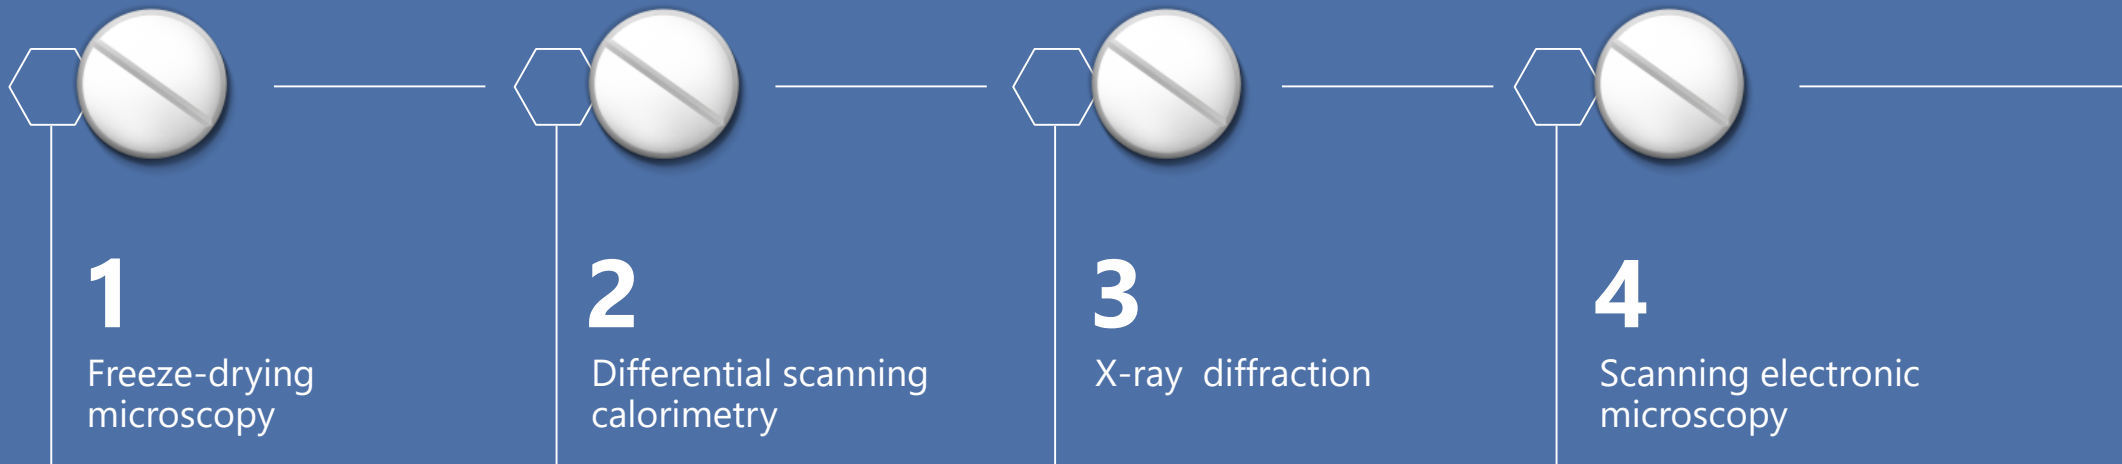 1
Freeze-drying
microscopy
2
Differential scanning
calorimetry
3
X-ray  diffraction
4
Scanning electronic
microscopy